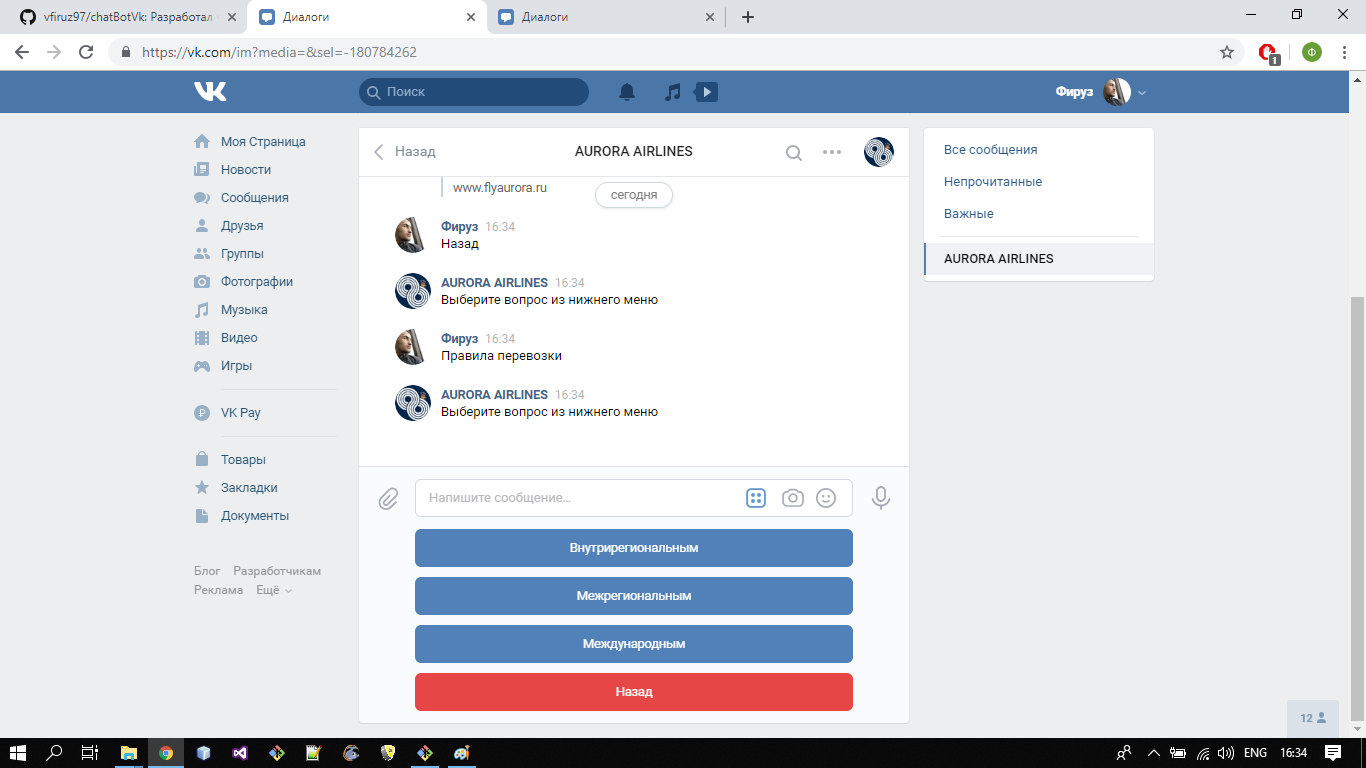 vfiruz97/chatBotVk: Разработал
Диалоги
Диалоги
https://vk.com/im?media=&sel=-180784262
1
Ф
Поиск
Фируз
Моя Страница
Новости
Сообщения
Друзья
Группы
Фотографии
Музыка
Видео
Игры
VK Pay
Товары
Закладки
Документы
Блог Разработчикам
Реклама Ещё
Назад
AURORA AIRLINES
www.flyaurora.ru
сегодня
Фируз 16:34
Назад
AURORA AIRLINES 16:34
Выберите вопрос из нижнего меню
Фируз 16:34
Правила перевозки
AURORA AIRLINES 16:34
Выберите вопрос из нижнего меню
Напишите сообщение...
Внутрирегиональным
Межрегиональным
Международным
Назад
Все сообщения
Непрочитанные
Важные
AURORA AIRLINES
12
ENG 16:34